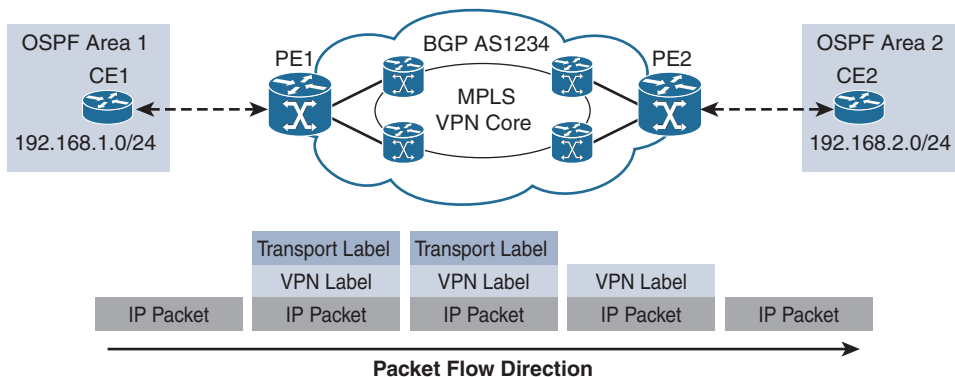 OSPF Area 1
CE1
192.168.1.0/24
PE1
BGP AS1234
MPLS
VPN Core
PE2
OSPF Area 2
CE2
192.168.2.0/24
Transport Label
Transport Label
VPN Label
VPN Label
VPN Label
IP Packet
IP Packet
IP Packet
IP Packet
IP Packet
Packet Flow Direction